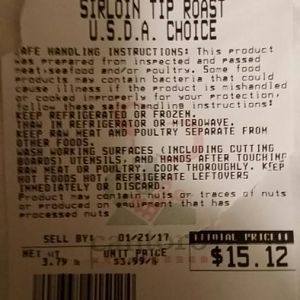 SIRLOIN TIP ROAST
U.S.D.A. CHOICE
SAFE HANDLING INSTRUCTIONS: This product
was prepared from inspected and passed
meat,seafood and/or poultry. Some food
products may contain bacteria that could
cause illness if the product is mishandled
or cooked improperly for your protection,
follow these safe handling instructions:
KEEP REFRIGERATED OR FROZEN.
THAW IN REFRIGERATOR OR MICROWAVE.
KEEP RAW MEAT AND POULTRY SEPARATE FROM
OTHER FOODS.
WASH WORKING SURFACES (INCLUDING CUTTING
BOARDS) UTENSILS, AND HANDS AFTER TOUCHING
RAW MEAT OR POULTRY. COOK THOROUGHLY. KEEP
HOT FOODS HOT. REFRIGERATE LEFTOVERS
IMMEDIATELY OR DISCARD.
Product may contain nuts or traces of nuts
or produced on equipment that has
processed nuts
SELL BY: 01/21/17 TOTAL PRICE
NET WT UNIT PRICE
3.79 lb $3.99/lb $15.12